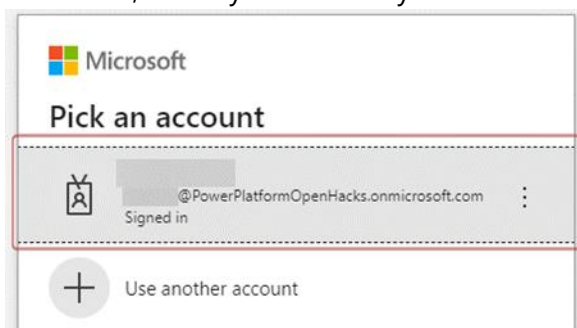 Microsoft
Pick an account
@PowerPlatformOpenHacks.onmicrosoft.com
Signed in
Use another account